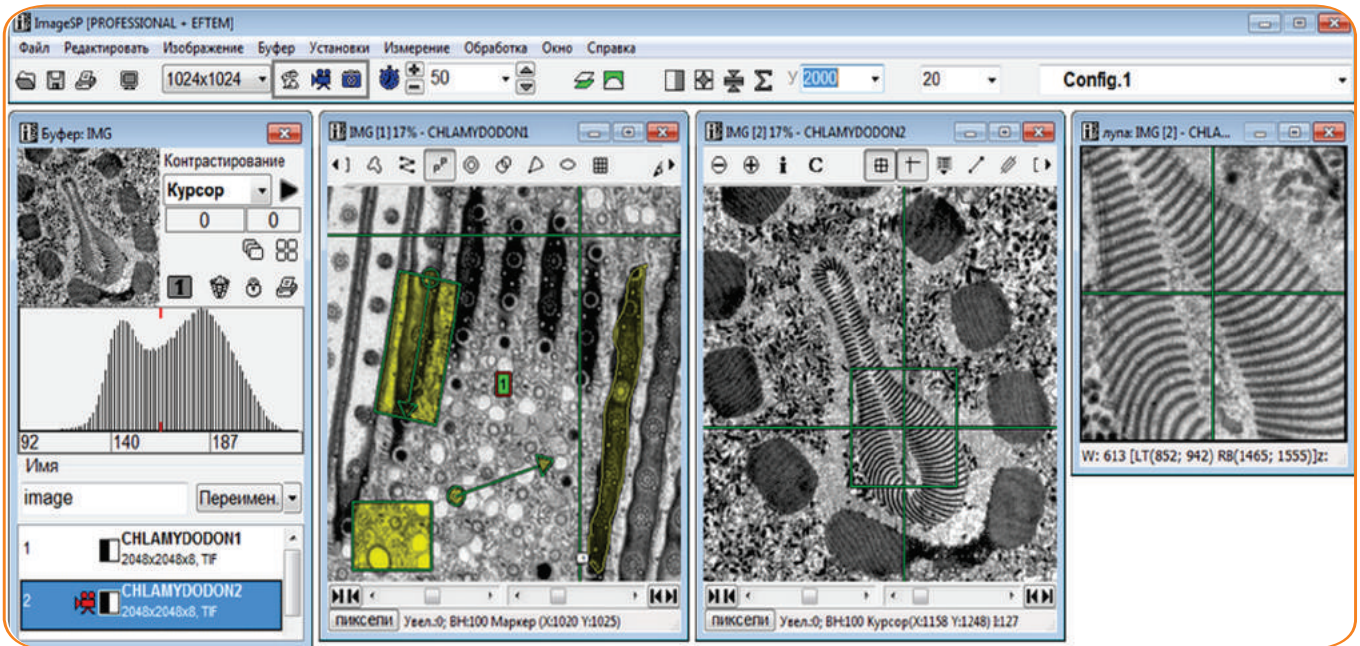 ImageSP [PROFESSIONAL + EFTEM]
Файл Редактировать Изображение Буфер Установки Измерение Обработка Окно Справка
1024x1024 50 У 2000 20 Config.1
Буфер: IMG
Контрастирование
Курсор
0 0
1
92 140 187
Имя
image Переимен.
1 CHLAMYDODON1
2048x2048x8, TIF
2 CHLAMYDODON2
2048x2048x8, TIF
IMG [1] 17% - CHLAMYDODON1
1
пиксели Увел.:0; ВН:100 Маркер (X:1020 Y:1025)
IMG [2] 17% - CHLAMYDODON2
i C
пиксели Увел.:0; ВН:100 Курсор(X:1158 Y:1248) I:127
лупа: IMG [2] - CHLA...
W: 613 [LT(852; 942) RB(1465; 1555)]z: